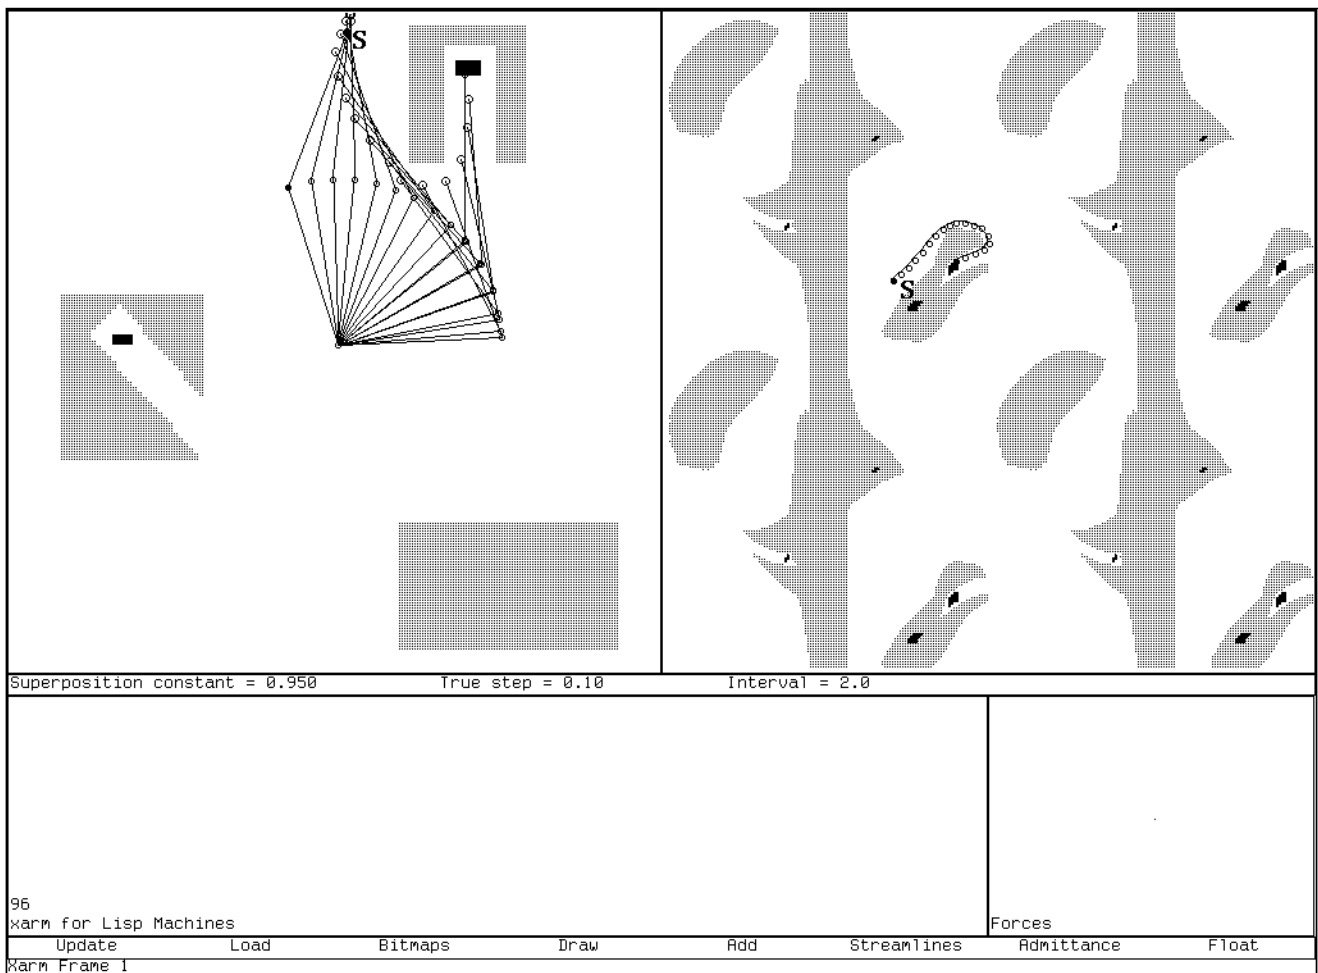 S
S
Superposition constant = 0.950 True step = 0.10 Interval = 2.0
96
xarm for Lisp Machines
Forces
Update Load Bitmaps Draw Add Streamlines Admittance Float
Xarm Frame 1